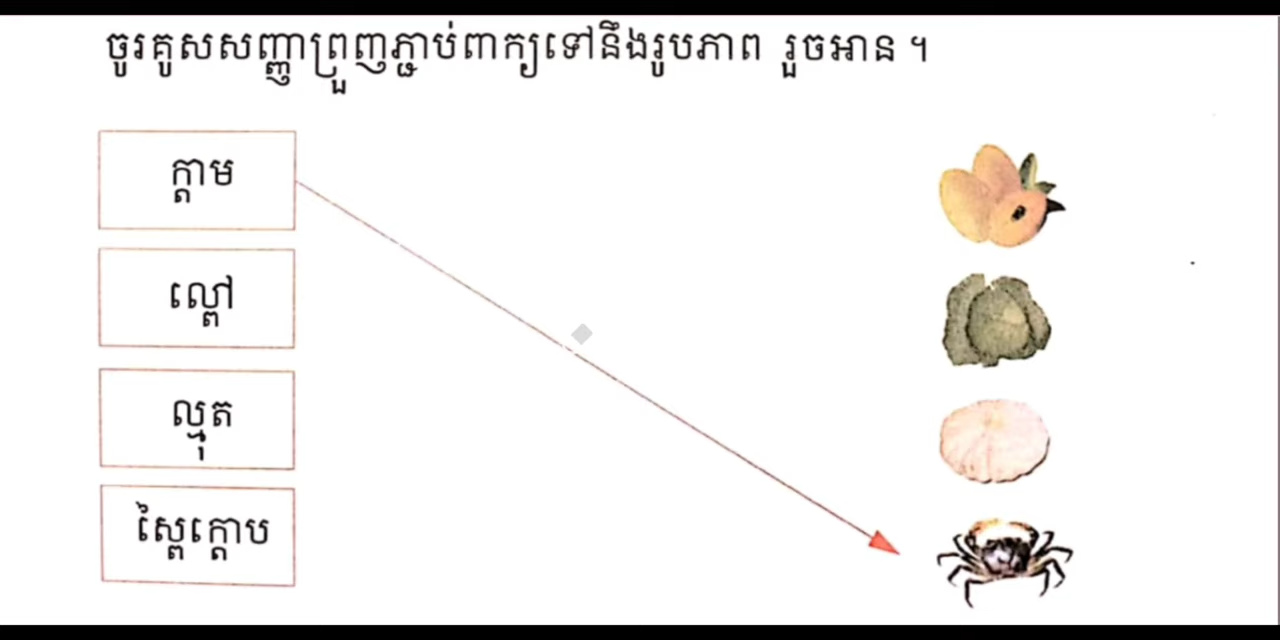 ចូរគូសសញ្ញាព្រួញភ្ជាប់ពាក្យទៅនឹងរូបភាព រួចអាន ។
ក្តាម
ល្ពៅ
ល្មុត
ស្ពៃក្តោប